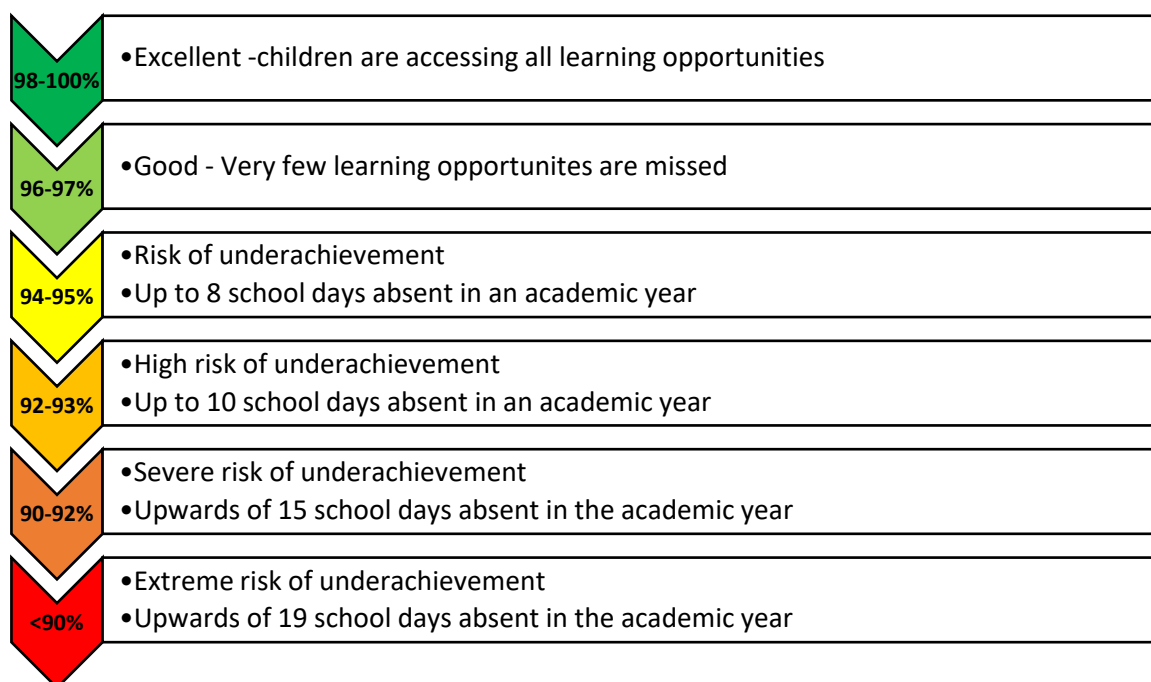 98-100%
•Excellent -children are accessing all learning opportunities
96-97%
•Good - Very few learning opportunites are missed
94-95%
•Risk of underachievement
•Up to 8 school days absent in an academic year
92-93%
•High risk of underachievement
•Up to 10 school days absent in an academic year
90-92%
•Severe risk of underachievement
•Upwards of 15 school days absent in the academic year
<90%
•Extreme risk of underachievement
•Upwards of 19 school days absent in the academic year